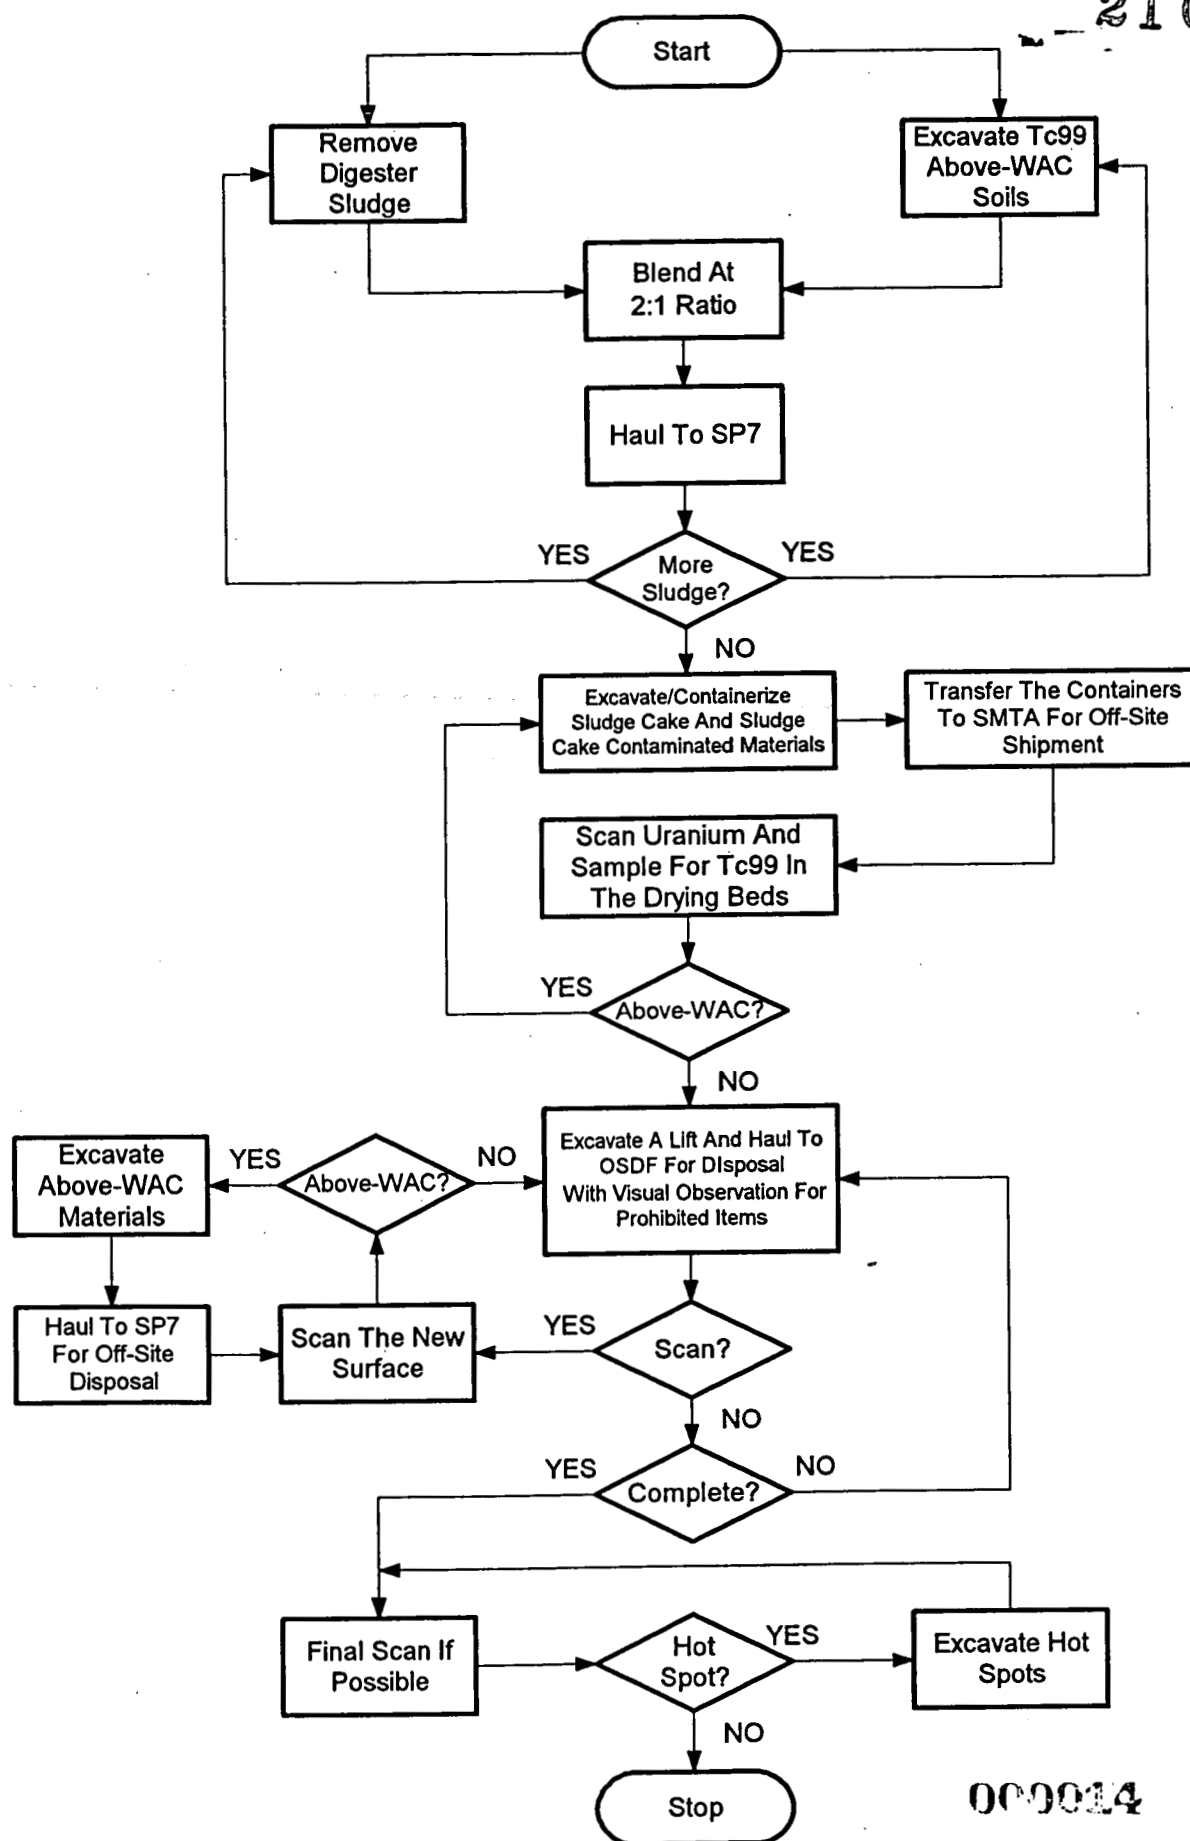 Start
Remove
Digester
Sludge
Excavate Tc99
Above-WAC
Soils
Blend At
2:1 Ratio
Haul To SP7
YES
More
Sludge?
YES
NO
Excavate/Containerize
Sludge Cake And Sludge
Cake Contaminated Materials
Transfer The Containers
To SMTA For Off-Site
Shipment
Scan Uranium And
Sample For Tc99 In
The Drying Beds
YES
Above-WAC?
NO
Excavate
Above-WAC
Materials
YES
Above-WAC?
NO
Excavate A Lift And Haul To
OSDF For Disposal
With Visual Observation For
Prohibited Items
Haul To SP7
For Off-Site
Disposal
Scan The New
Surface
YES
Scan?
NO
YES
Complete?
NO
Final Scan If
Possible
Hot
Spot?
YES
Excavate Hot
Spots
NO
Stop
000014